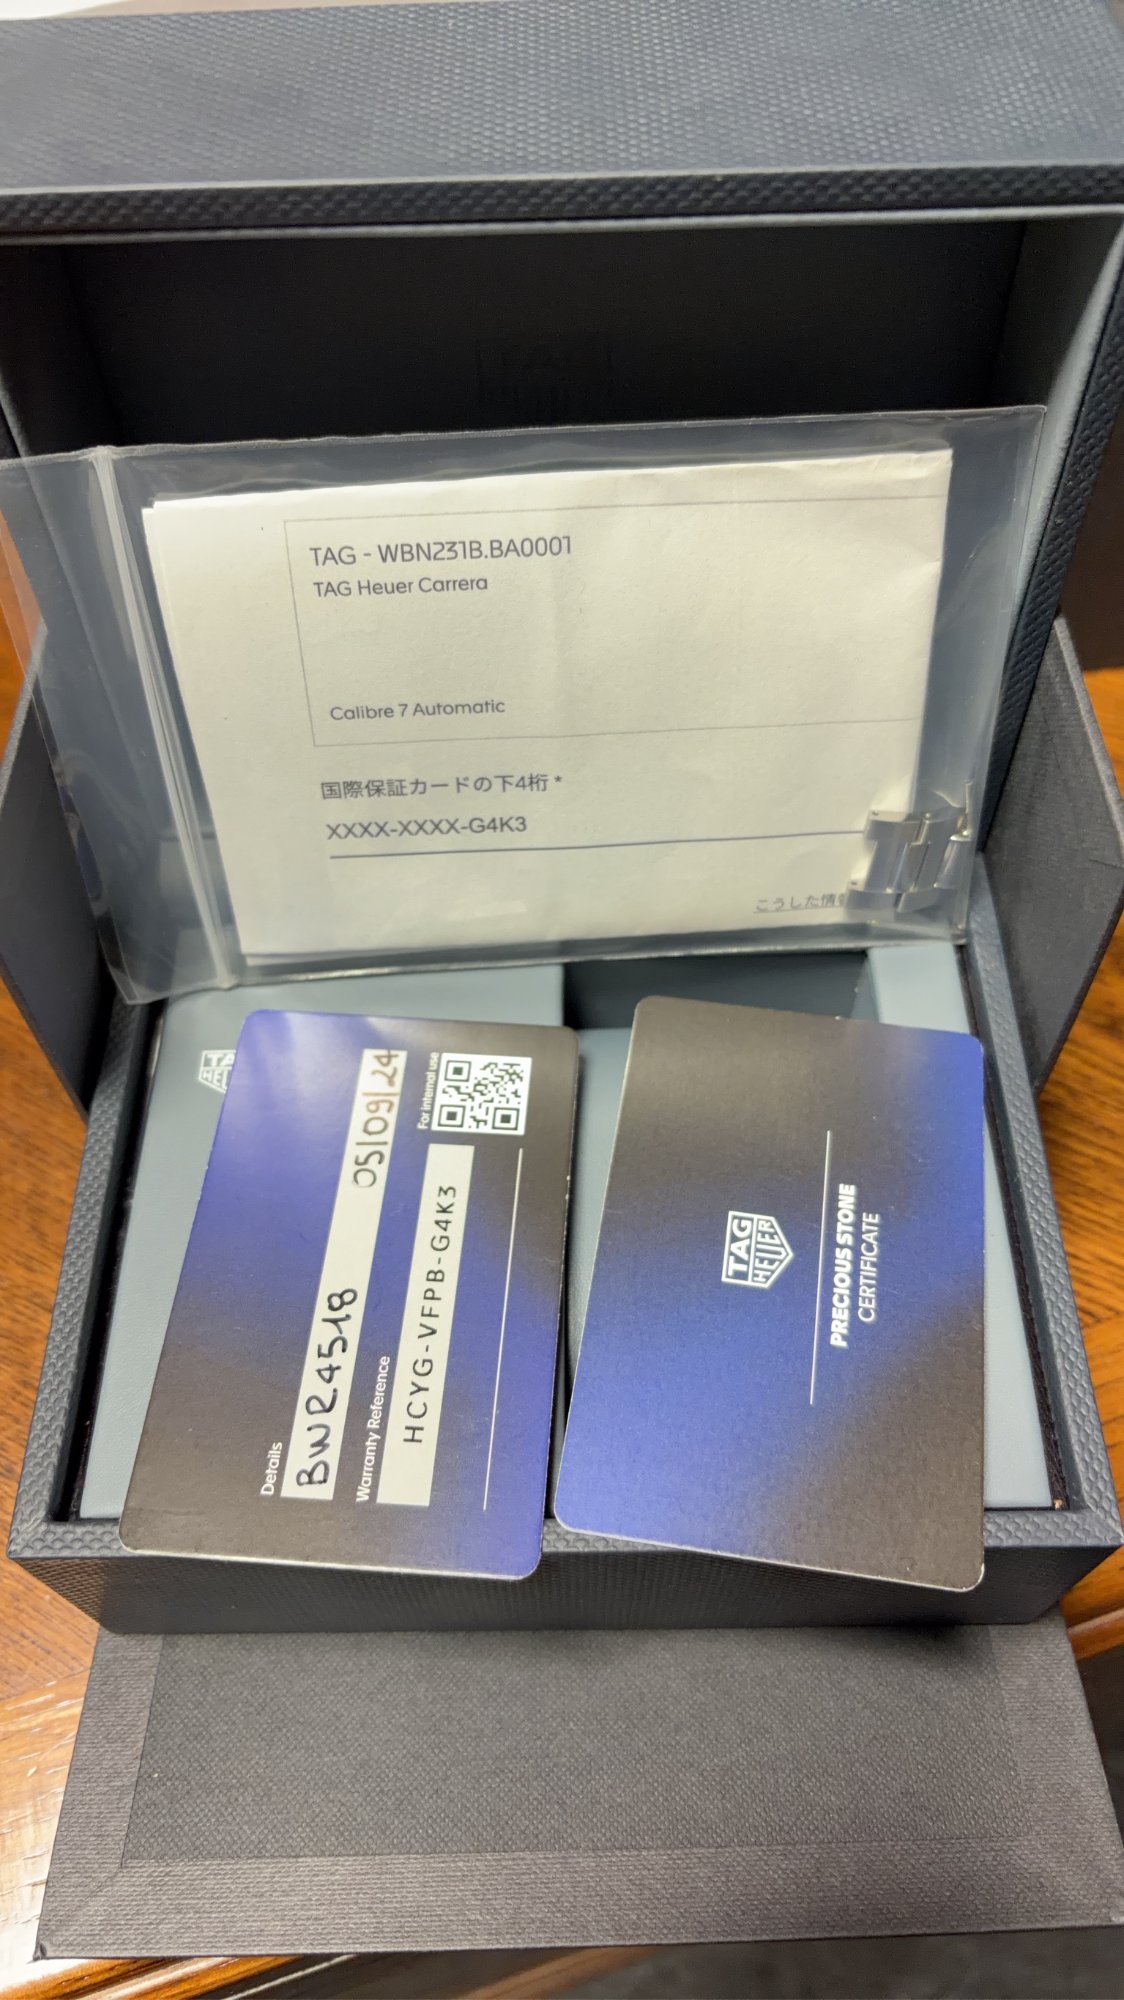 TAG - WBN231B.BA0001
TAG Heuer Carrera
Calibre 7 Automatic
国際保証カードの下4桁 *
XXXX-XXXX-G4K3
こうした情
TAG
HEUER
Details
BWR4518 05/09/24
Warranty Reference
HCYG-VFPB-G4K3
For internal use
TAG
HEUER
PRECIOUS STONE
CERTIFICATE